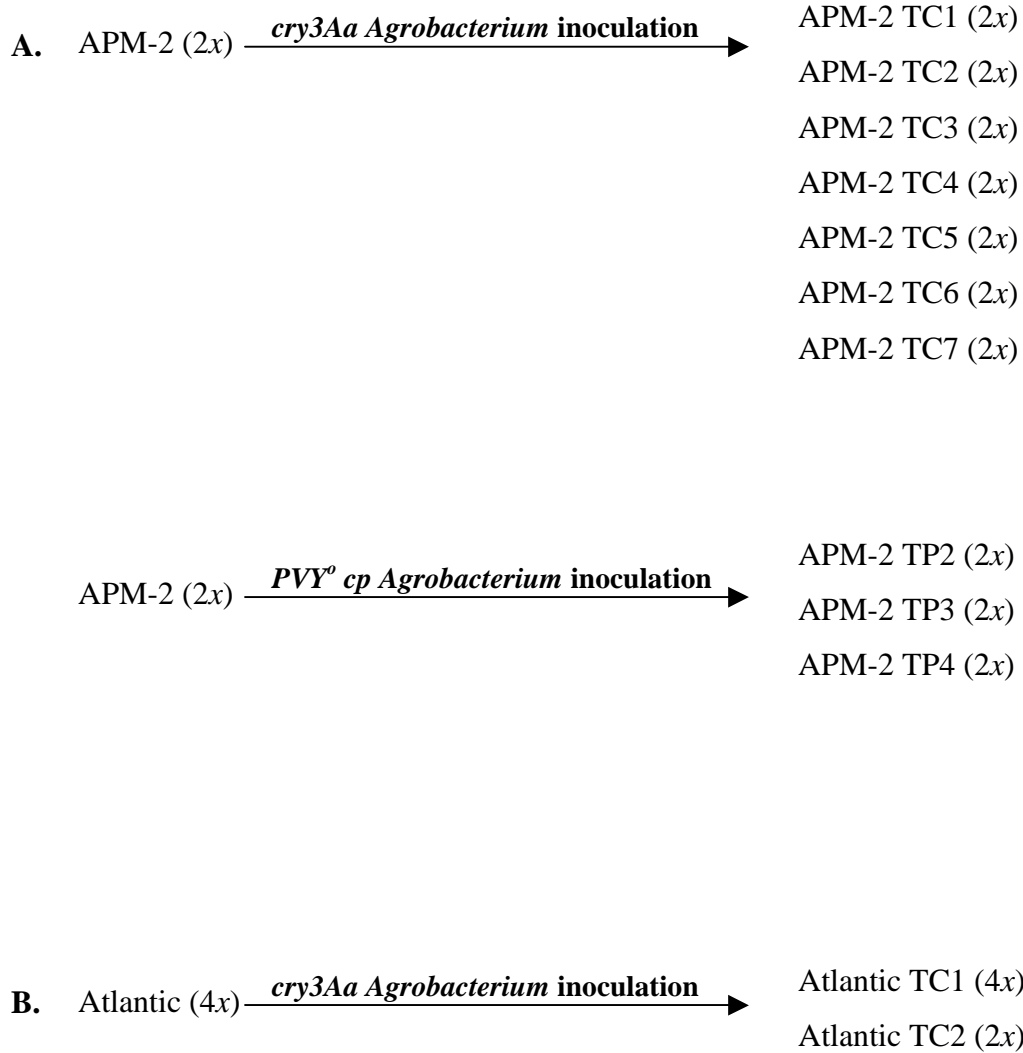 APM-2 TC1 (2x)
A. APM-2 (2x) cry3Aa Agrobacterium inoculation
APM-2 TC2 (2x)
APM-2 TC3 (2x)
APM-2 TC4 (2x)
APM-2 TC5 (2x)
APM-2 TC6 (2x)
APM-2 TC7 (2x)
APM-2 TP2 (2x)
APM-2 (2x) PVYº cp Agrobacterium inoculation
APM-2 TP3 (2x)
APM-2 TP4 (2x)
Atlantic TC1 (4x)
B. Atlantic (4x) cry3Aa Agrobacterium inoculation
Atlantic TC2 (2x)